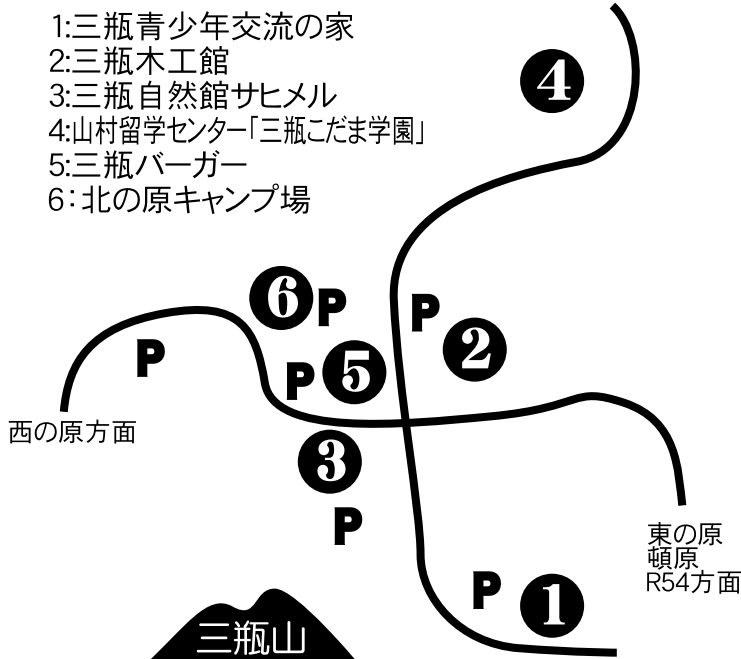 1:三瓶青少年交流の家
2:三瓶木工館
3:三瓶自然館サヒメル
4:山村留学センター「三瓶こだま学園」
5:三瓶バーガー
6：北の原キャンプ場
4
6
P
P
2
P
P
5
西の原方面
3
P
東の原
頓原
R54方面
P
1
三瓶山